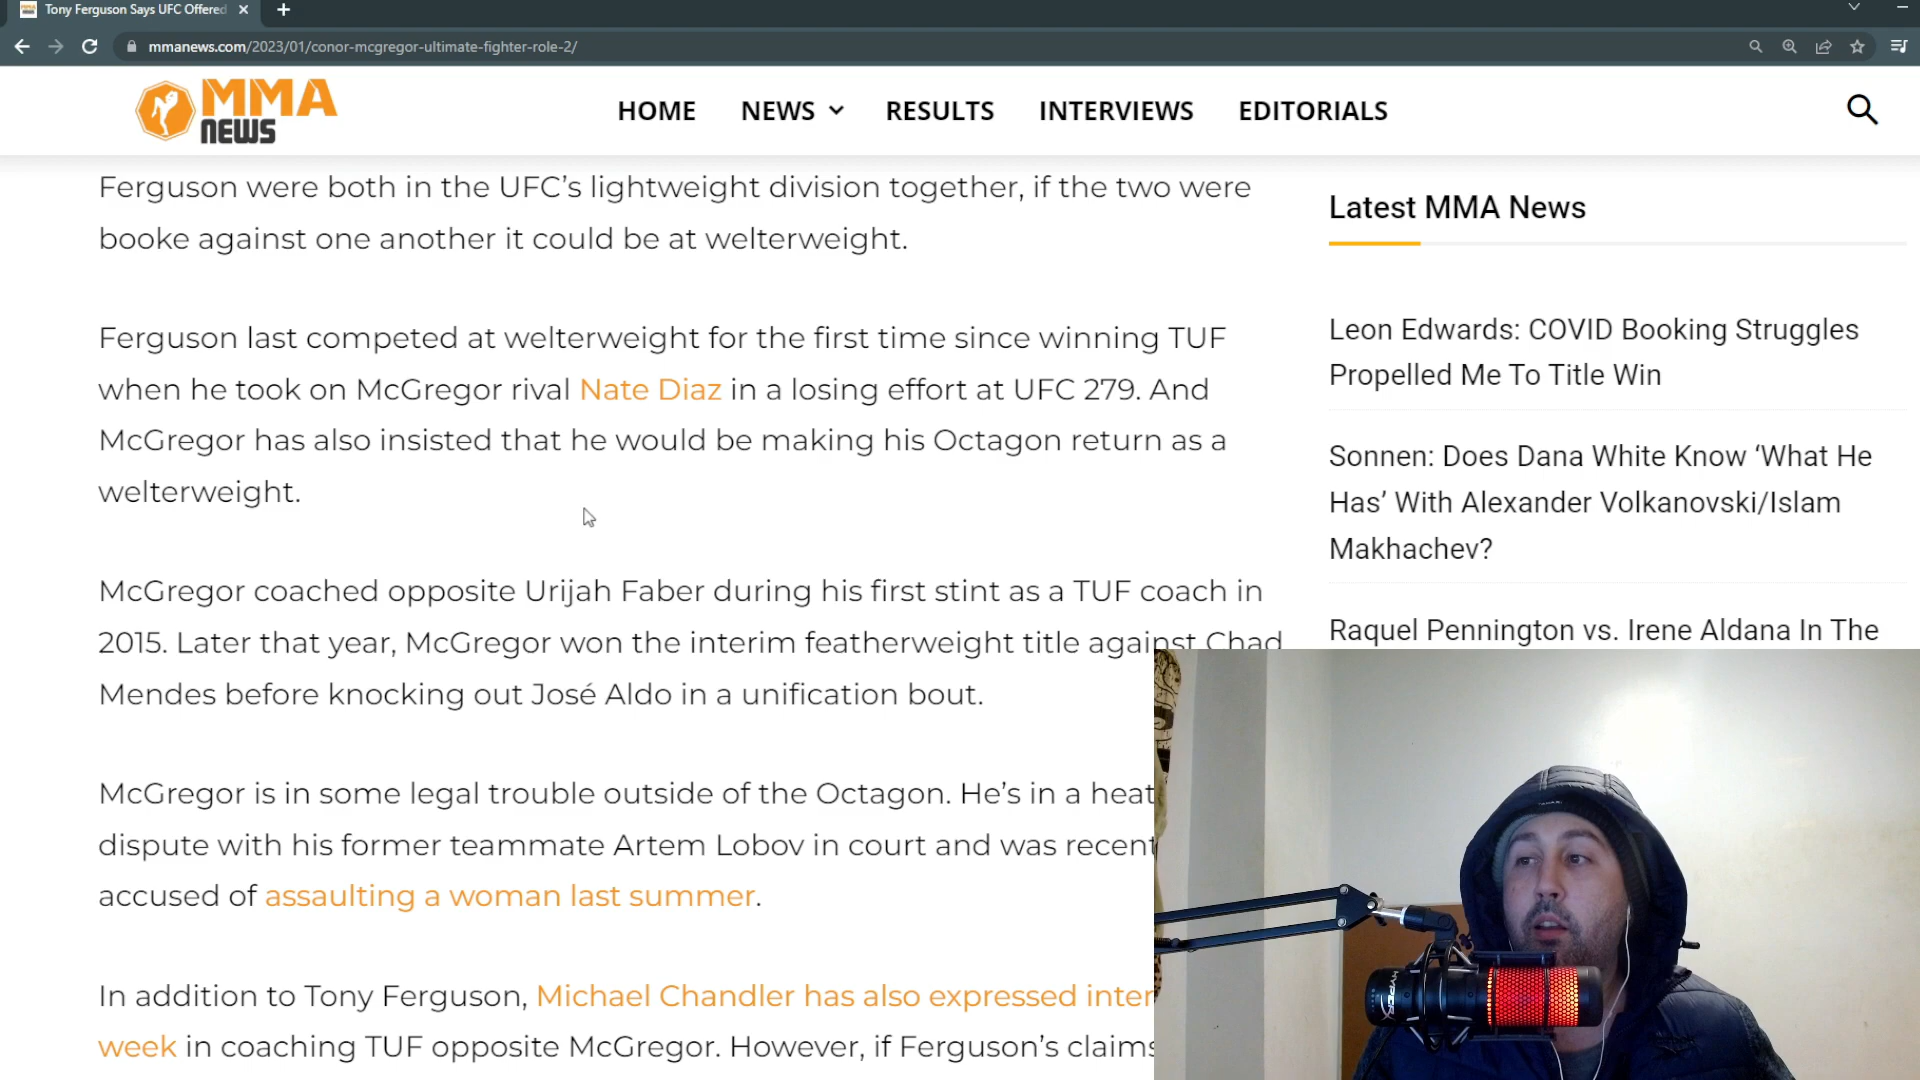 Tony Ferguson Says UFC Offered
mmanews.com/2023/01/conor-mcgregor-ultimate-fighter-role-2/
MMA
NEWS
HOME NEWS RESULTS INTERVIEWS EDITORIALS
Ferguson were both in the UFC’s lightweight division together, if the two were
booke against one another it could be at welterweight.
Ferguson last competed at welterweight for the first time since winning TUF
when he took on McGregor rival Nate Diaz in a losing effort at UFC 279. And
McGregor has also insisted that he would be making his Octagon return as a
welterweight.
McGregor coached opposite Urijah Faber during his first stint as a TUF coach in
2015. Later that year, McGregor won the interim featherweight title against Chad
Mendes before knocking out José Aldo in a unification bout.
McGregor is in some legal trouble outside of the Octagon. He’s in a heat
dispute with his former teammate Artem Lobov in court and was recent
accused of assaulting a woman last summer.
In addition to Tony Ferguson, Michael Chandler has also expressed inter
week in coaching TUF opposite McGregor. However, if Ferguson’s claims
Latest MMA News
Leon Edwards: COVID Booking Struggles
Propelled Me To Title Win
Sonnen: Does Dana White Know ‘What He
Has’ With Alexander Volkanovski/Islam
Makhachev?
Raquel Pennington vs. Irene Aldana In The
HYPERX